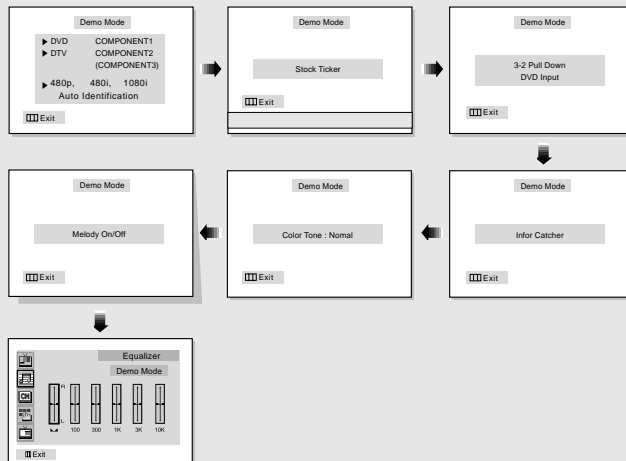 Demo Mode
DVD COMPONENT1
DTV COMPONENT2
(COMPONENT3)
480p, 480i, 1080i
Auto Identification
Exit
Demo Mode
Stock Ticker
Exit
Demo Mode
3-2 Pull Down
DVD Input
Exit
Demo Mode
Infor Catcher
Exit
Demo Mode
Color Tone : Nomal
Exit
Demo Mode
Melody On/Off
Exit
Equalizer
Demo Mode
CH
R
L
100 300 1K 3K 10K
Exit